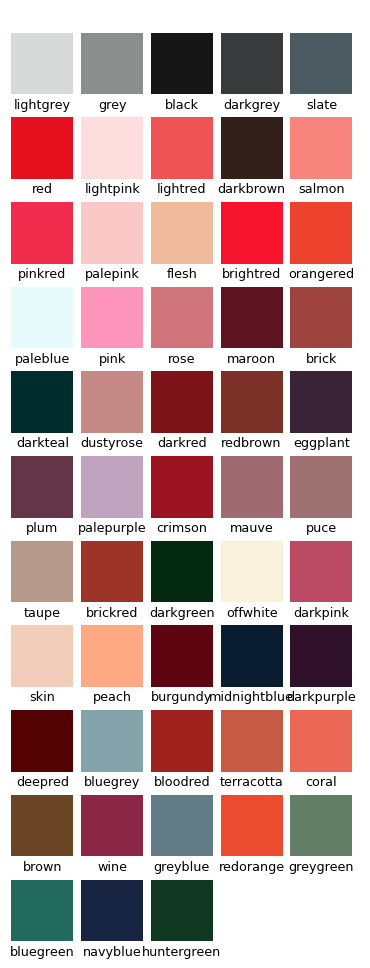 lightgrey grey black darkgrey slate
red lightpink lightred darkbrown salmon
pinkred palepink flesh brightred orangered
paleblue pink rose maroon brick
darkteal dustyrose darkred redbrown eggplant
plum palepurple crimson mauve puce
taupe brickred darkgreen offwhite darkpink
skin peach burgundy midnightblue darkpurple
deepred bluegrey bloodred terracotta coral
brown wine greyblue redorange greygreen
bluegreen navyblue huntergreen